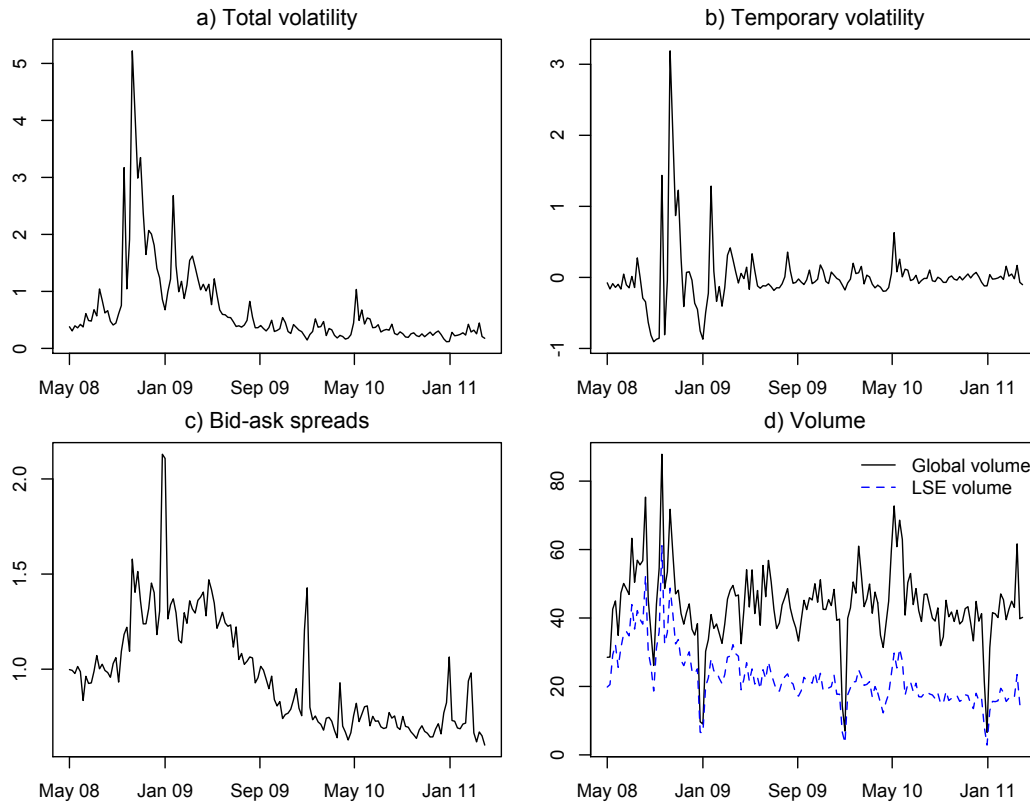 a) Total volatility
5
4
3
2
1
0
May 08 Jan 09 Sep 09 May 10 Jan 11
b) Temporary volatility
3
2
1
0
-1
May 08 Jan 09 Sep 09 May 10 Jan 11
c) Bid-ask spreads
2.0
1.5
1.0
May 08 Jan 09 Sep 09 May 10 Jan 11
d) Volume
Global volume
LSE volume
80
60
40
20
0
May 08 Jan 09 Sep 09 May 10 Jan 11